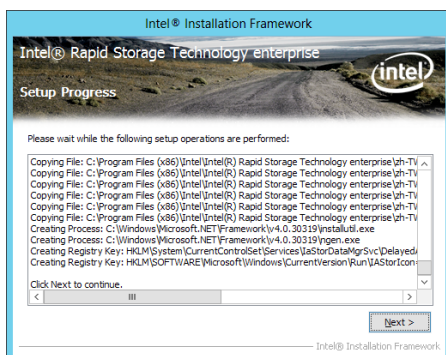 Intel® Installation Framework
Intel® Rapid Storage Technology enterprise
(intel)
Setup Progress
Please wait while the following setup operations are performed:
Copying File: C:\Program Files (x86)\Intel\Intel(R) Rapid Storage Technology enterprise\zh-TW
Copying File: C:\Program Files (x86)\Intel\Intel(R) Rapid Storage Technology enterprise\zh-TW
Copying File: C:\Program Files (x86)\Intel\Intel(R) Rapid Storage Technology enterprise\zh-TW
Copying File: C:\Program Files (x86)\Intel\Intel(R) Rapid Storage Technology enterprise\zh-TW
Copying File: C:\Program Files (x86)\Intel\Intel(R) Rapid Storage Technology enterprise\zh-TW
Copying File: C:\Program Files (x86)\Intel\Intel(R) Rapid Storage Technology enterprise\zh-TW
Creating Process: C:\Windows\Microsoft.NET\Framework\v4.0.30319\installutil.exe
Creating Process: C:\Windows\Microsoft.NET\Framework\v4.0.30319\ngen.exe
Creating Registry Key: HKLM\System\CurrentControlSet\Services\IAStorDataMgrSvc\DelayedA
Creating Registry Key: HKLM\SOFTWARE\Microsoft\Windows\CurrentVersion\Run\IAStorIcon=
Click Next to continue.
Next >
Intel® Installation Framework